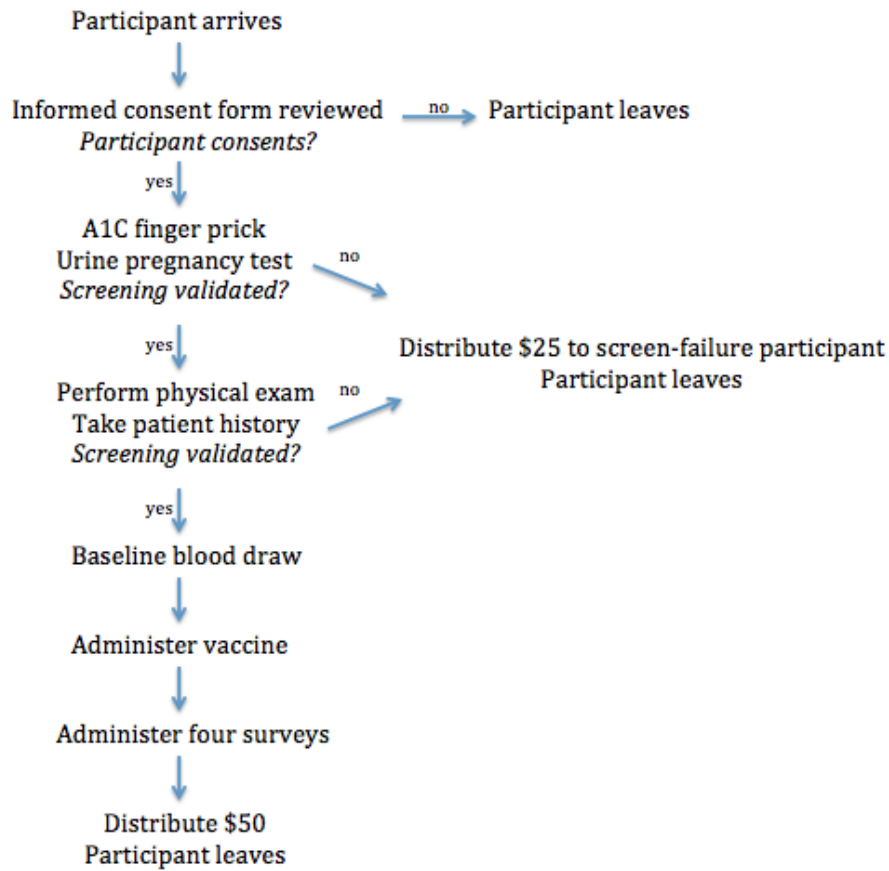 Participant arrives
Informed consent form reviewed
no
Participant leaves
Participant consents?
yes
A1C finger prick
Urine pregnancy test
no
Screening validated?
yes
Distribute $25 to screen-failure participant
Participant leaves
Perform physical exam
no
Take patient history
Screening validated?
yes
Baseline blood draw
Administer vaccine
Administer four surveys
Distribute $50
Participant leaves